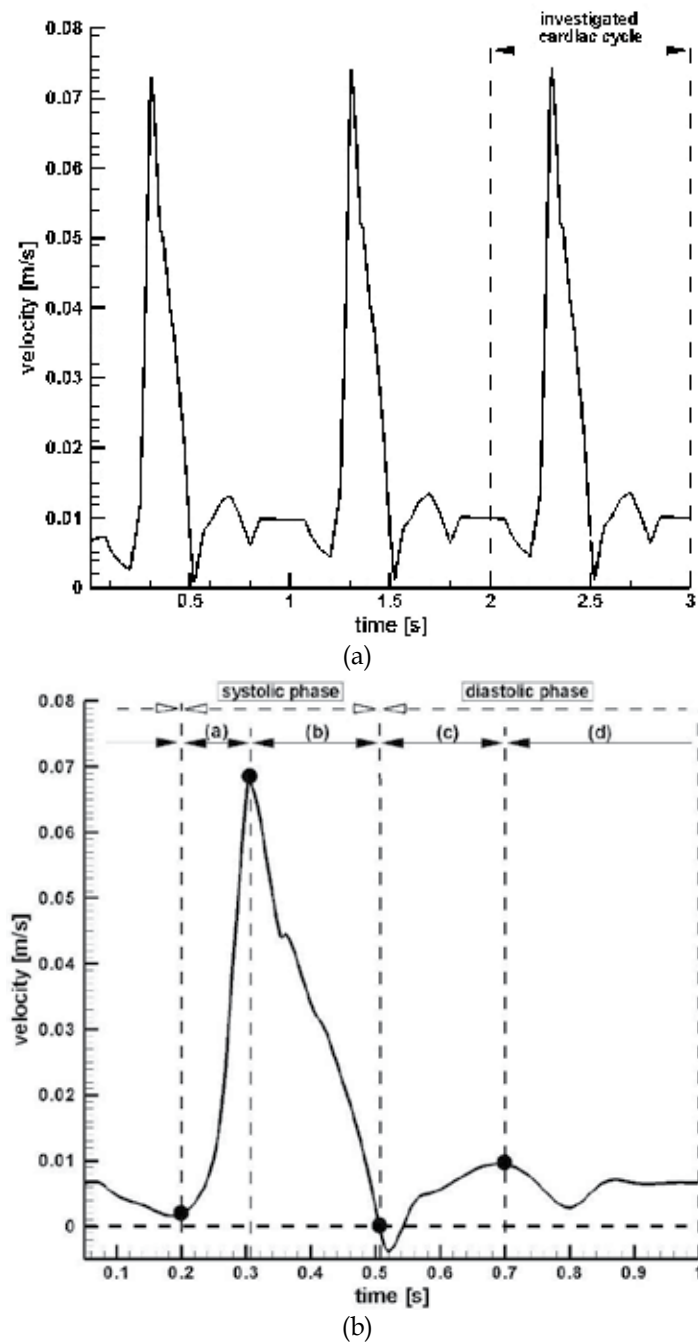 investigated
cardiac cycle
0.08
0.07
0.06
0.05
0.04
0.03
0.02
0.01
0
velocity [m/s]
0.5 1 1.5 2 2.5 3
time [s]
(a)
systolic phase diastolic phase
(a) (b) (c) (d)
0.08
0.07
0.06
0.05
0.04
0.03
0.02
0.01
0
velocity [m/s]
0.1 0.2 0.3 0.4 0.5 0.6 0.7 0.8 0.9 1
time [s]
(b)